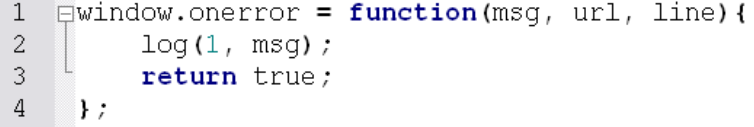 1 window.onerror = function(msg, url, line){
2     log(1, msg);
3     return true;
4 };